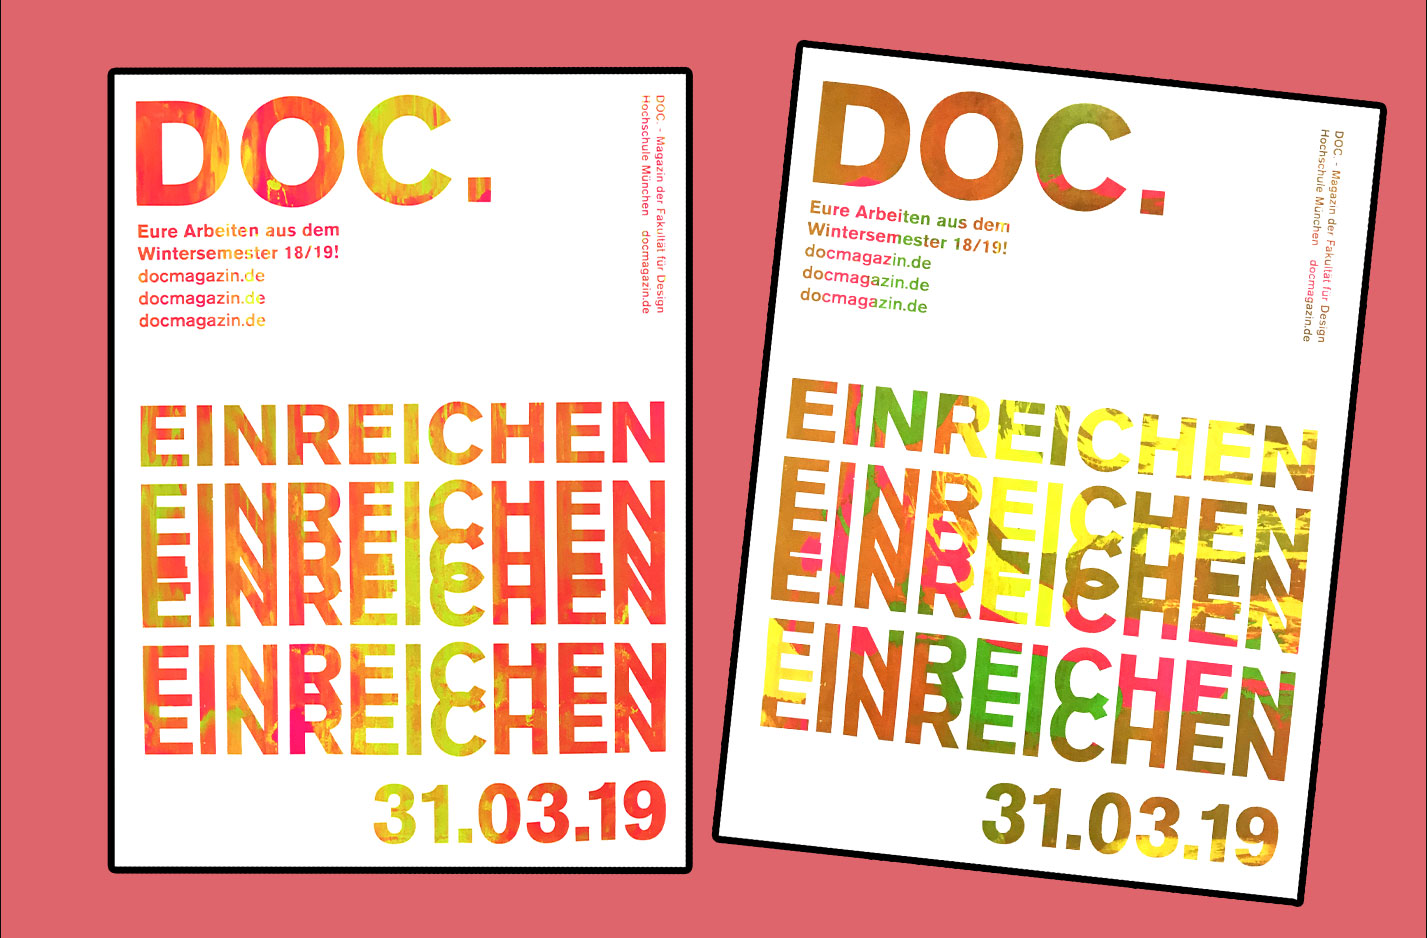 DOC.
Eure Arbeiten aus dem
Wintersemester 18/19!
docmagazin.de
docmagazin.de
docmagazin.de
DOC. - Magazin der Fakultät für Design
Hochschule München docmagazin.de
EINREICHEN
EINREICHEN
EINREICHEN
EINREICHEN
EINREICHEN
EINREICHEN
31.03.19
DOC.
Eure Arbeiten aus dem
Wintersemester 18/19!
docmagazin.de
docmagazin.de
docmagazin.de
DOC. - Magazin der Fakultät für Design
Hochschule München docmagazin.de
EINREICHEN
EINREICHEN
EINREICHEN
EINREICHEN
EINREICHEN
EINREICHEN
31.03.19